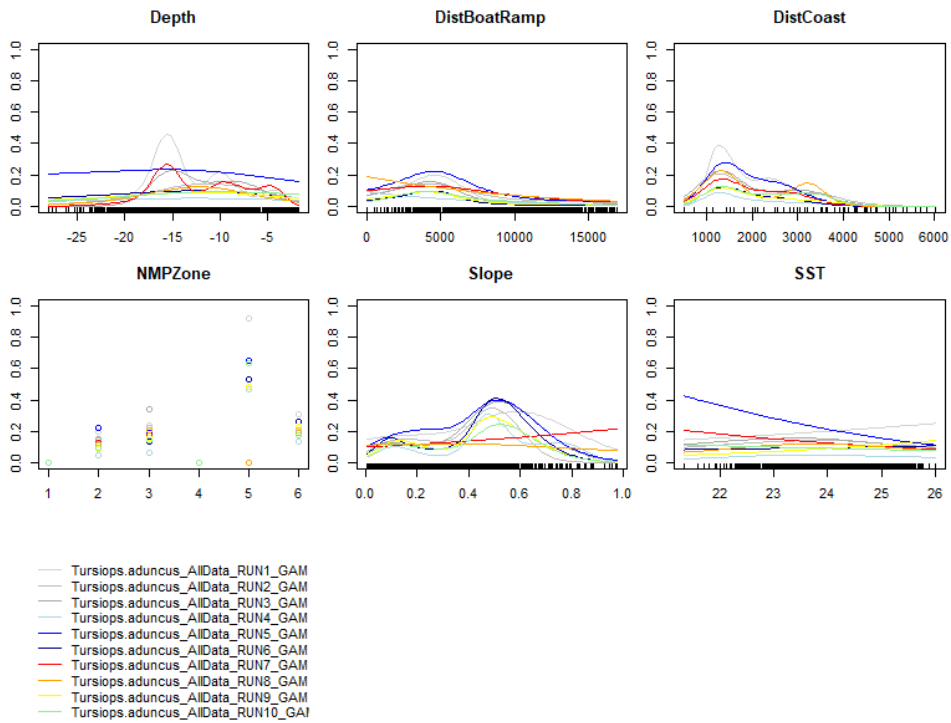 Depth DistBoatRamp DistCoast
1.0 1.0 1.0
0.8 0.8 0.8
0.6 0.6 0.6
0.4 0.4 0.4
0.2 0.2 0.2
0.0 0.0 0.0
-25 -20 -15 -10 -5 0 5000 10000 15000 1000 2000 3000 4000 5000 6000
NMPZone Slope SST
1.0 1.0 1.0
0.8 0.8 0.8
0.6 0.6 0.6
0.4 0.4 0.4
0.2 0.2 0.2
0.0 0.0 0.0
1 2 3 4 5 6 0.0 0.2 0.4 0.6 0.8 1.0 22 23 24 25 26
Tursiops.aduncus_AllData_RUN1_GAM
Tursiops.aduncus_AllData_RUN2_GAM
Tursiops.aduncus_AllData_RUN3_GAM
Tursiops.aduncus_AllData_RUN4_GAM
Tursiops.aduncus_AllData_RUN5_GAM
Tursiops.aduncus_AllData_RUN6_GAM
Tursiops.aduncus_AllData_RUN7_GAM
Tursiops.aduncus_AllData_RUN8_GAM
Tursiops.aduncus_AllData_RUN9_GAM
Tursiops.aduncus_AllData_RUN10_GA